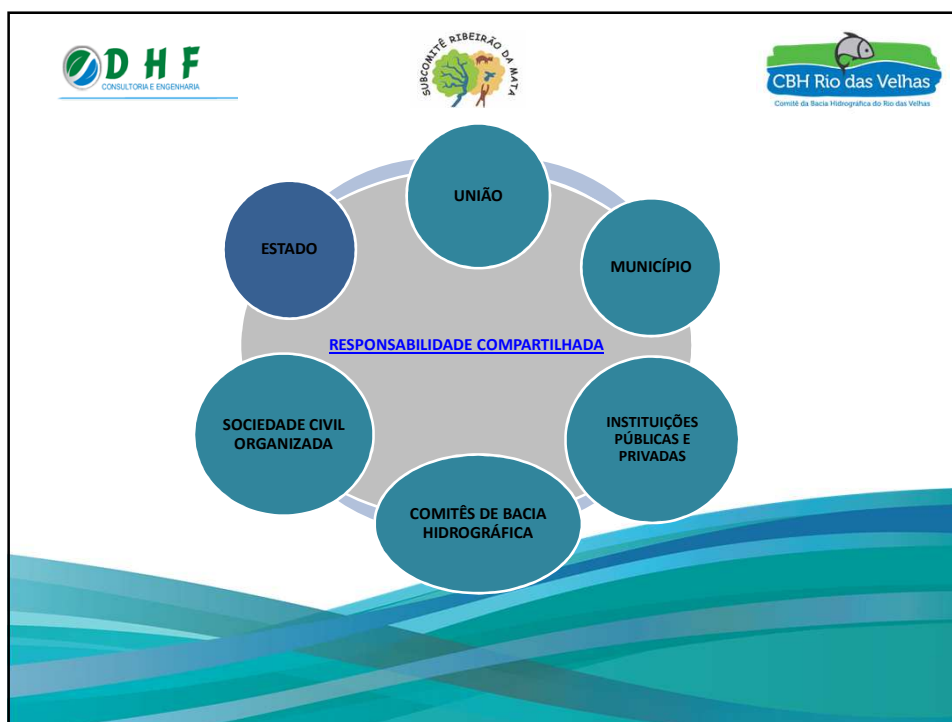 DHF
CONSULTORIA E ENGENHARIA
SUBCOMITÊ RIBEIRÃO DA MATA
CBH Rio das Velhas
Comitê da Bacia Hidrográfica do Rio das Velhas
UNIÃO
ESTADO
MUNICÍPIO
RESPONSABILIDADE COMPARTILHADA
SOCIEDADE CIVIL
ORGANIZADA
INSTITUIÇÕES
PÚBLICAS E
PRIVADAS
COMITÊS DE BACIA
HIDROGRÁFICA